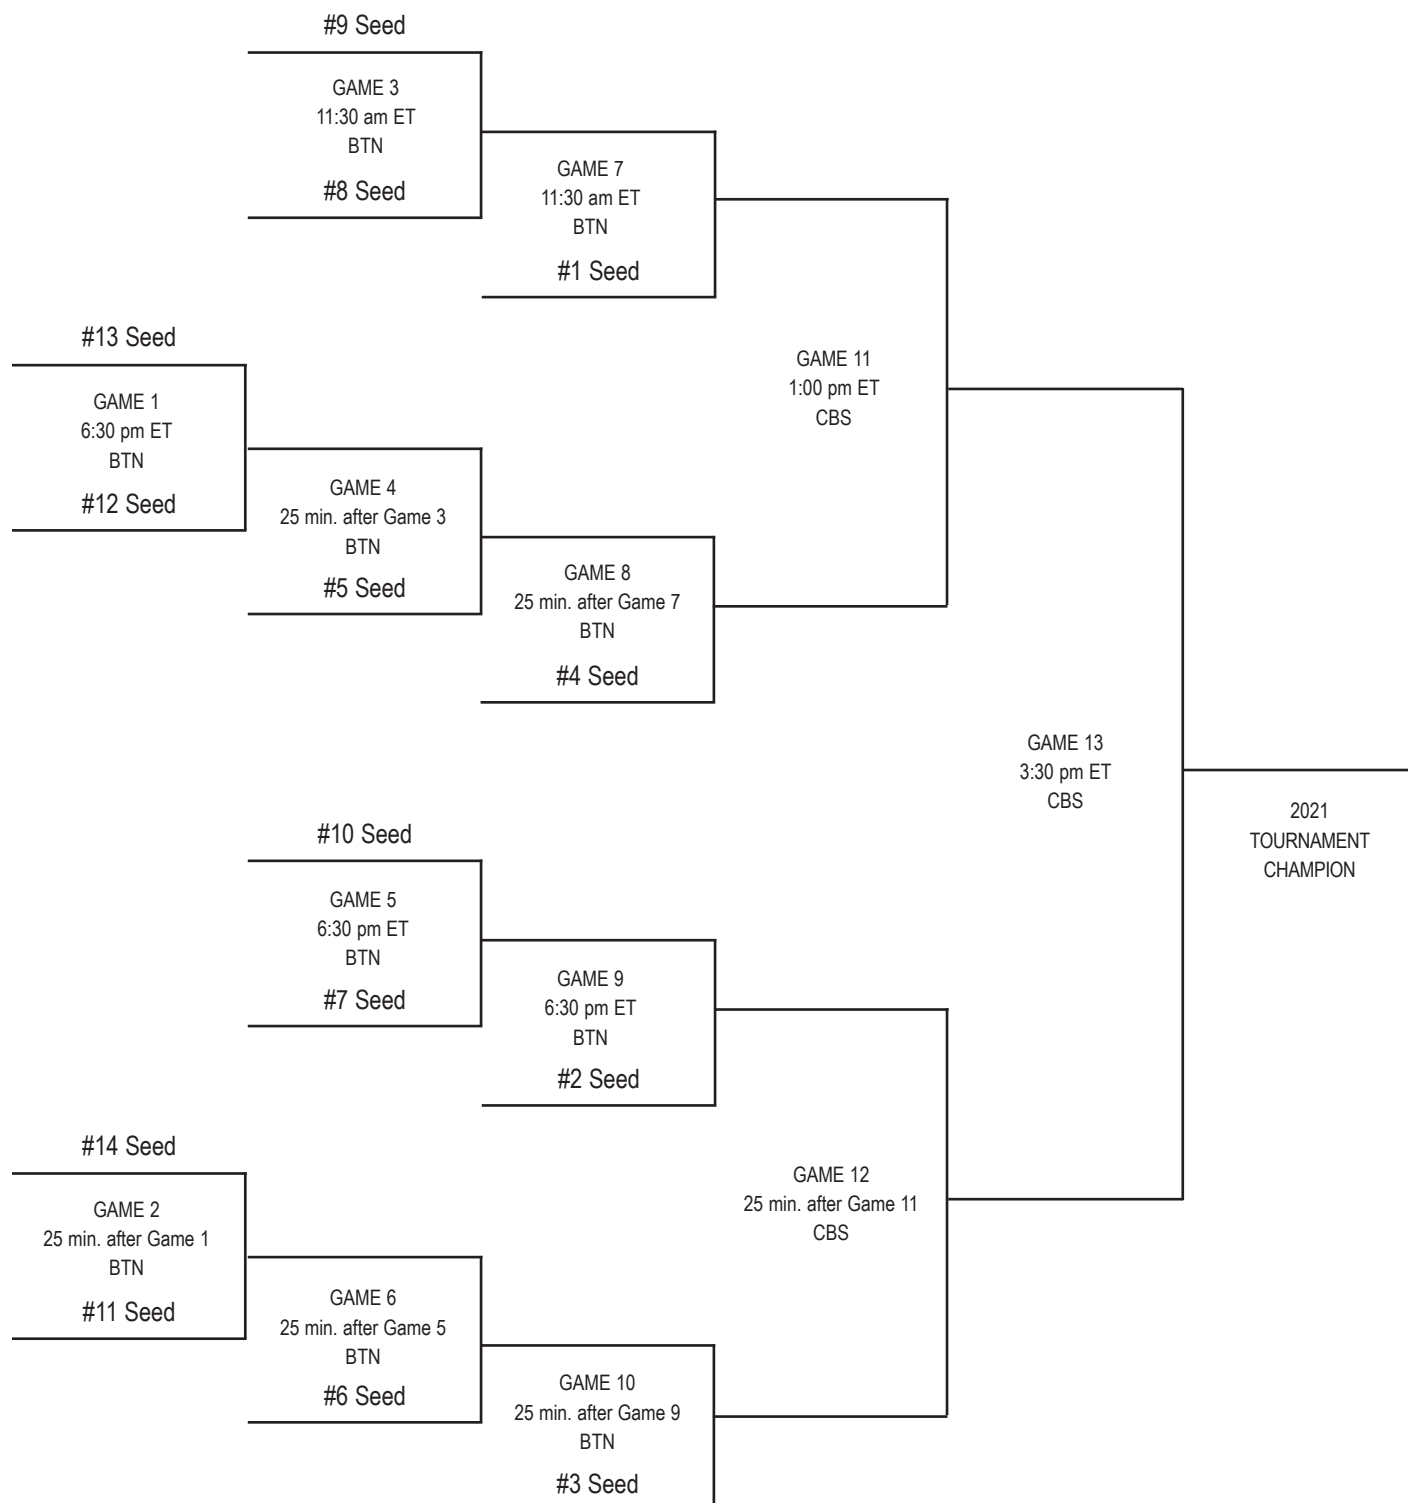 #9 Seed
GAME 3
11:30 am ET
BTN
#8 Seed
GAME 7
11:30 am ET
BTN
#1 Seed
#13 Seed
GAME 1
6:30 pm ET
BTN
#12 Seed
GAME 11
1:00 pm ET
CBS
GAME 4
25 min. after Game 3
BTN
#5 Seed
GAME 8
25 min. after Game 7
BTN
#4 Seed
GAME 13
3:30 pm ET
CBS
2021
TOURNAMENT
CHAMPION
#10 Seed
GAME 5
6:30 pm ET
BTN
#7 Seed
GAME 9
6:30 pm ET
BTN
#2 Seed
#14 Seed
GAME 2
25 min. after Game 1
BTN
#11 Seed
GAME 12
25 min. after Game 11
CBS
GAME 6
25 min. after Game 5
BTN
#6 Seed
GAME 10
25 min. after Game 9
BTN
#3 Seed